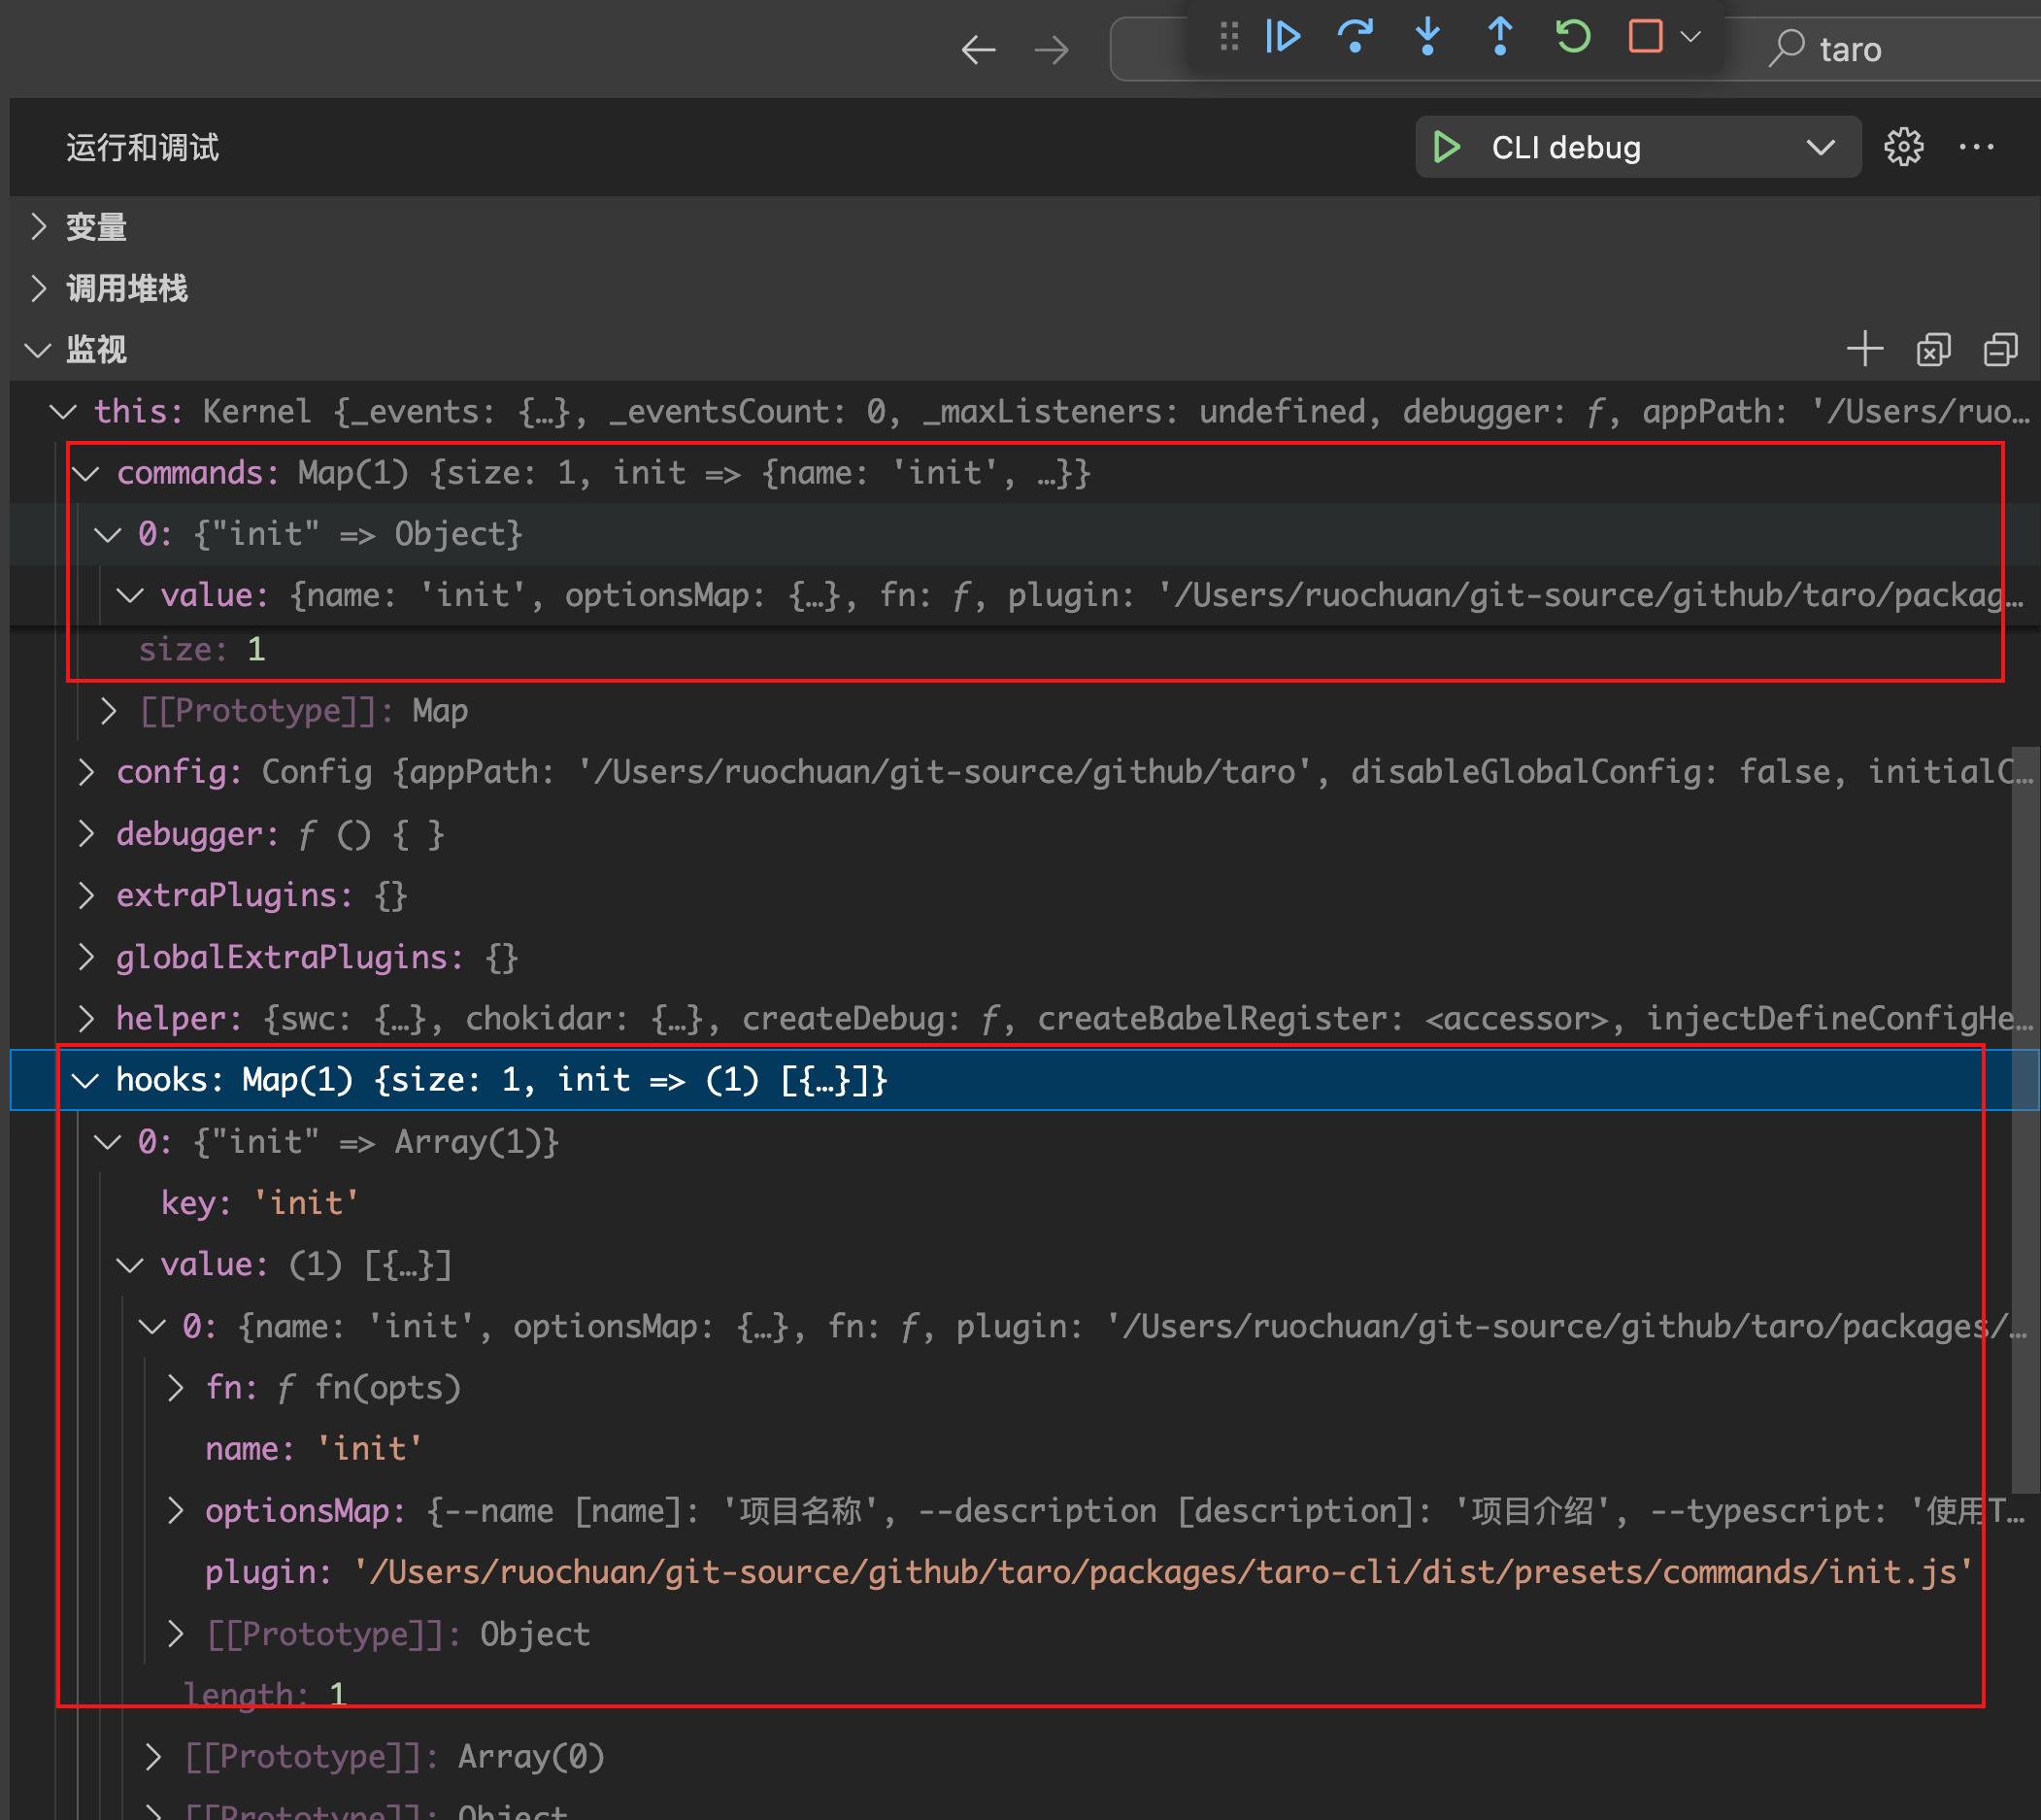 taro
运行和调试
CLI debug
变量
调用堆栈
监视
this: Kernel {_events: {…}, _eventsCount: 0, _maxListeners: undefined, debugger: ƒ, appPath: '/Users/ruo…
commands: Map(1) {size: 1, init => {name: 'init', …}}
0: {"init" => Object}
value: {name: 'init', optionsMap: {…}, fn: ƒ, plugin: '/Users/ruochuan/git-source/github/taro/packag…
size: 1
[[Prototype]]: Map
config: Config {appPath: '/Users/ruochuan/git-source/github/taro', disableGlobalConfig: false, initialC…
debugger: ƒ () { }
extraPlugins: {}
globalExtraPlugins: {}
helper: {swc: {…}, chokidar: {…}, createDebug: ƒ, createBabelRegister: <accessor>, injectDefineConfigHe…
hooks: Map(1) {size: 1, init => (1) [{…}]}
0: {"init" => Array(1)}
key: 'init'
value: (1) [{…}]
0: {name: 'init', optionsMap: {…}, fn: ƒ, plugin: '/Users/ruochuan/git-source/github/taro/packages/…
fn: ƒ fn(opts)
name: 'init'
optionsMap: {--name [name]: '项目名称', --description [description]: '项目介绍', --typescript: '使用T…
plugin: '/Users/ruochuan/git-source/github/taro/packages/taro-cli/dist/presets/commands/init.js'
[[Prototype]]: Object
length: 1
[[Prototype]]: Array(0)
[[Prototype]]: Object